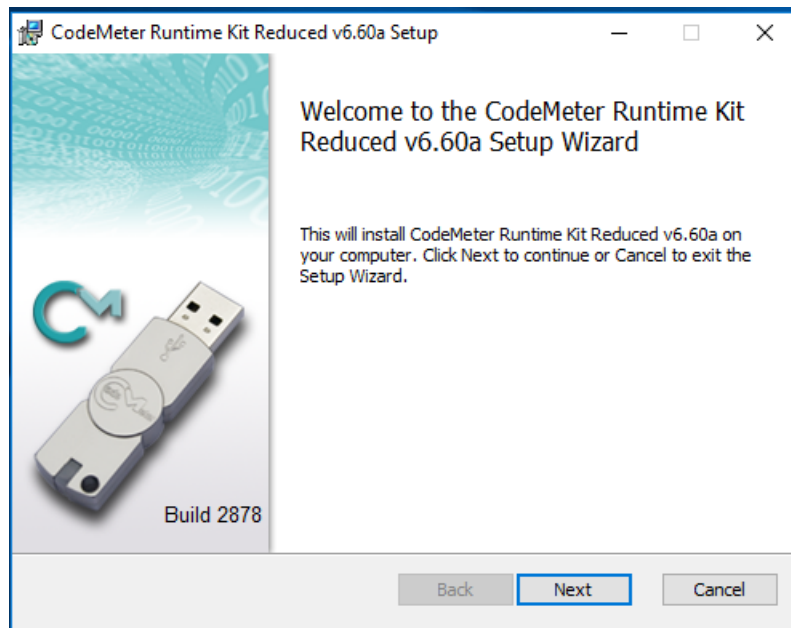 CodeMeter Runtime Kit Reduced v6.60a Setup
Welcome to the CodeMeter Runtime Kit
Reduced v6.60a Setup Wizard
This will install CodeMeter Runtime Kit Reduced v6.60a on
your computer. Click Next to continue or Cancel to exit the
Setup Wizard.
Build 2878
Back
Next
Cancel